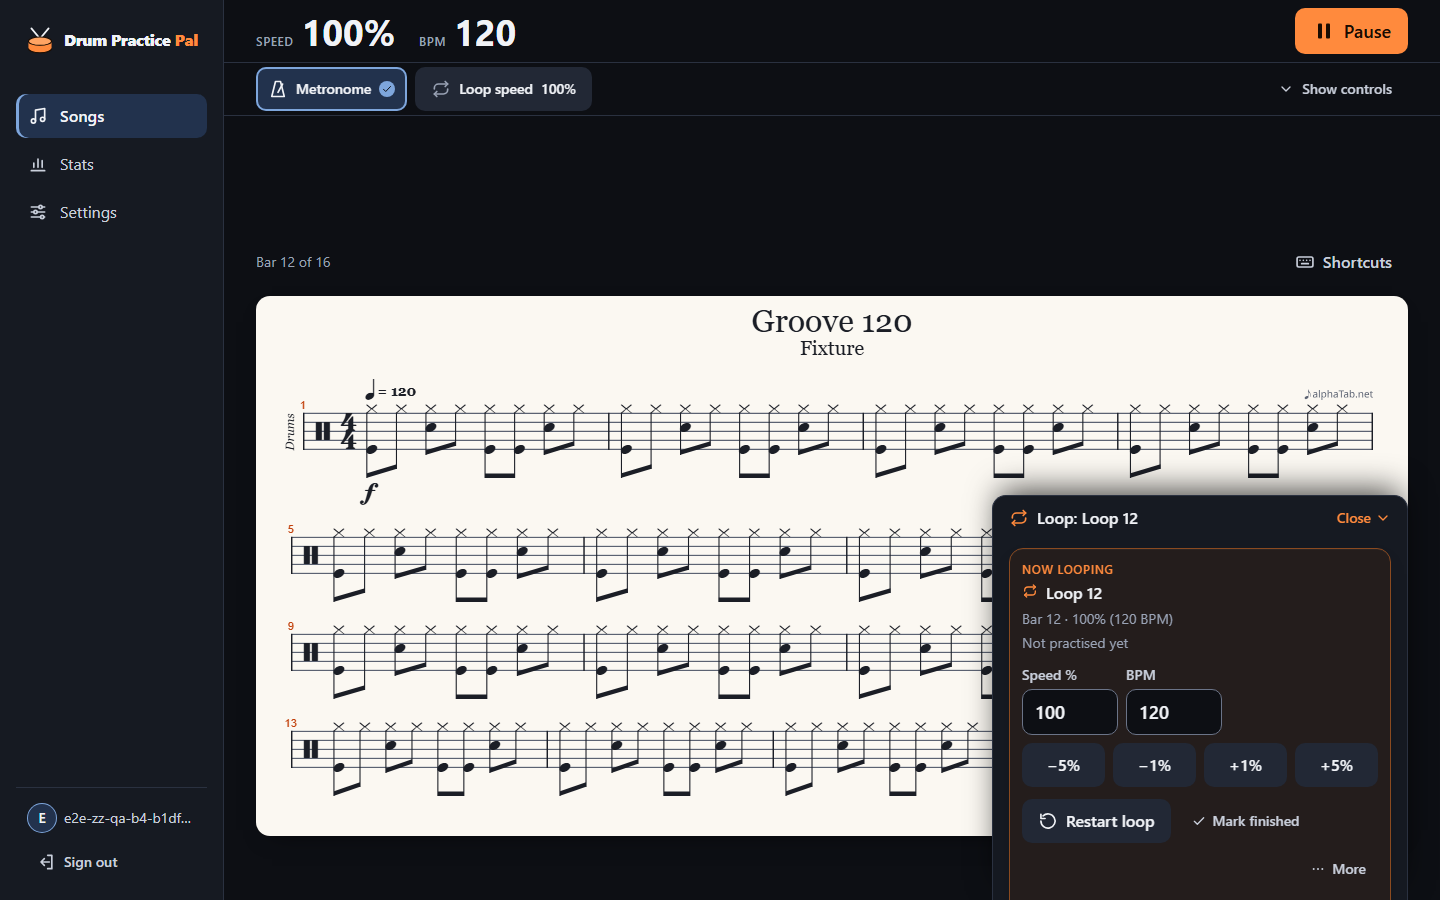 Drum Practice Pal
SPEED 100% BPM 120
Pause
Metronome
Loop speed 100%
Show controls
Songs
Stats
Settings
Bar 12 of 16
Shortcuts
Groove 120
Fixture
= 120
♪alphaTab.net
1
Drums
4
4
f
5
9
13
Loop: Loop 12
Close
NOW LOOPING
Loop 12
Bar 12 · 100% (120 BPM)
Not practised yet
Speed % BPM
100 120
−5% −1% +1% +5%
Restart loop
Mark finished
··· More
E e2e-zz-qa-b4-b1df...
Sign out